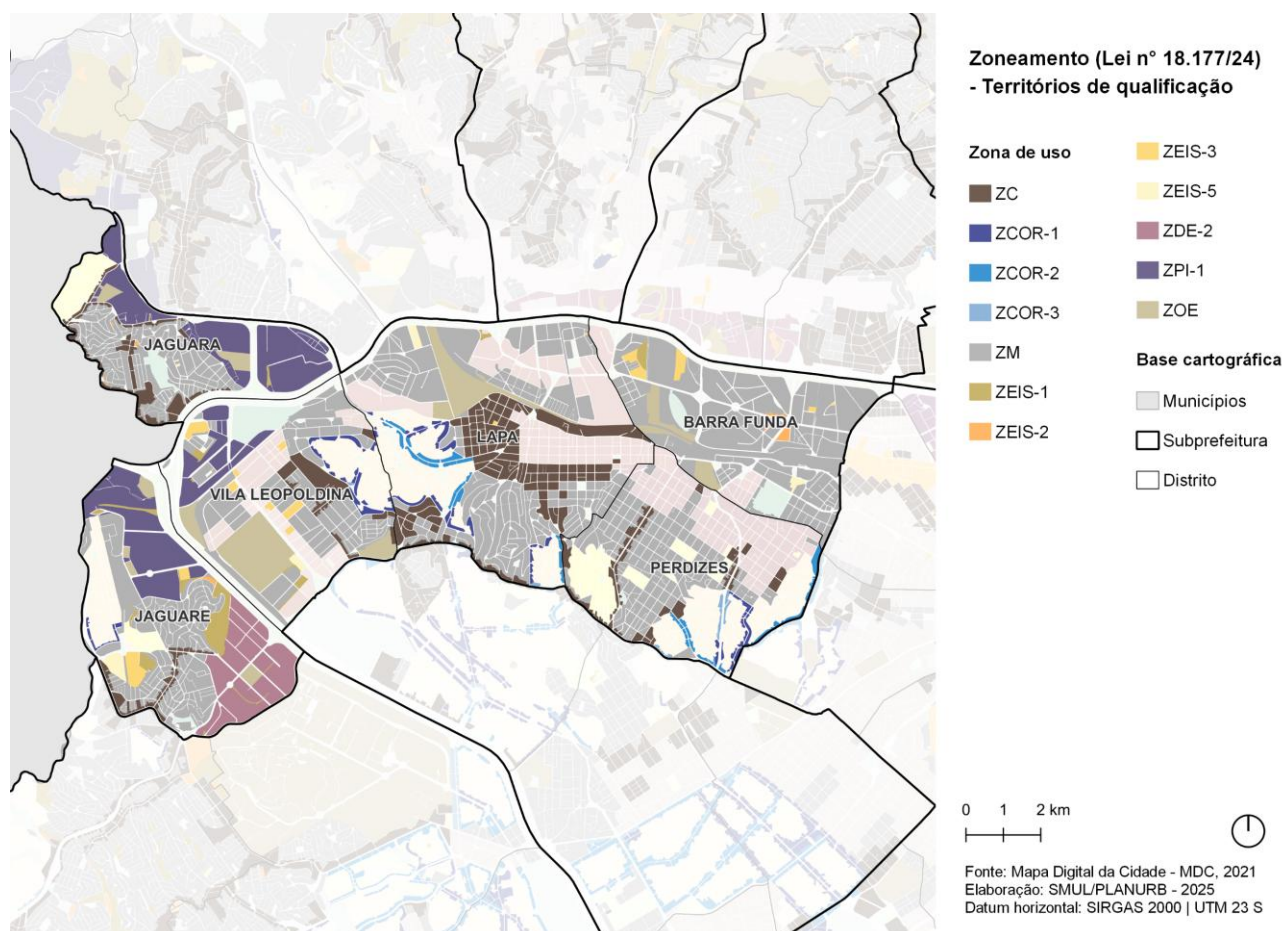 Zoneamento (Lei n° 18.177/24)
- Territórios de qualificação
Zona de uso
ZC
ZCOR-1
ZCOR-2
ZCOR-3
ZM
ZEIS-1
ZEIS-2
ZEIS-3
ZEIS-5
ZDE-2
ZPI-1
ZOE
Base cartográfica
Municípios
Subprefeitura
Distrito
JAGUARA
LAPA
BARRA FUNDA
VILA LEOPOLDINA
PERDIZES
JAGUARE
0 1 2 km
Fonte: Mapa Digital da Cidade - MDC, 2021
Elaboração: SMUL/PLANURB - 2025
Datum horizontal: SIRGAS 2000 | UTM 23 S